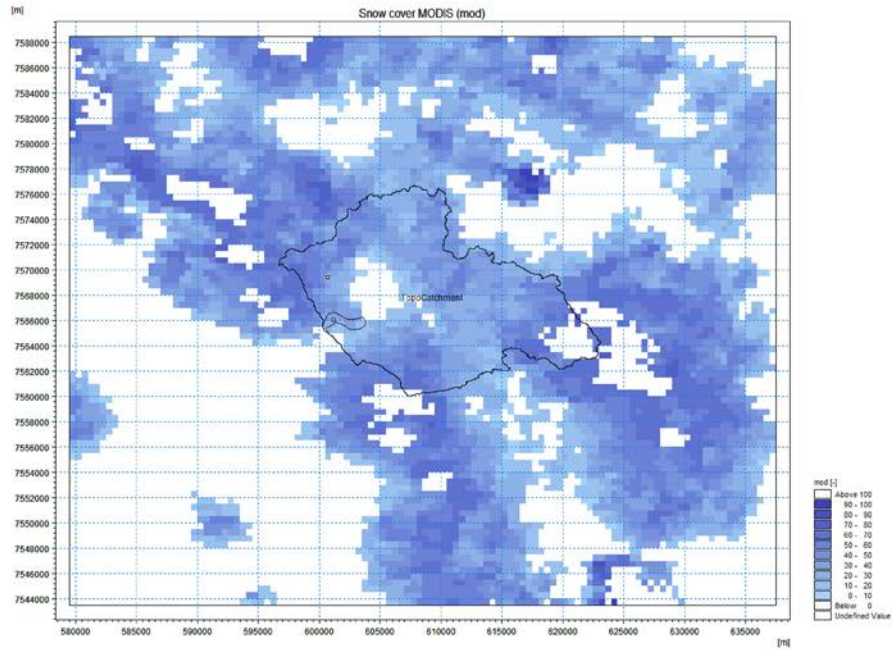 Snow cover MODIS (mod)
[m]
7588000
7586000
7584000
7582000
7580000
7578000
7576000
7574000
7572000
7570000
7568000
7566000
7564000
7562000
7560000
7558000
7556000
7554000
7552000
7550000
7548000
7546000
7544000
TopoCatchment
580000 585000 590000 595000 600000 605000 610000 615000 620000 625000 630000 635000
[m]
mod [-]
Above 100
90 - 100
80 - 90
70 - 80
60 - 70
50 - 60
40 - 50
30 - 40
20 - 30
10 - 20
0 - 10
Below 0
Undefined Value